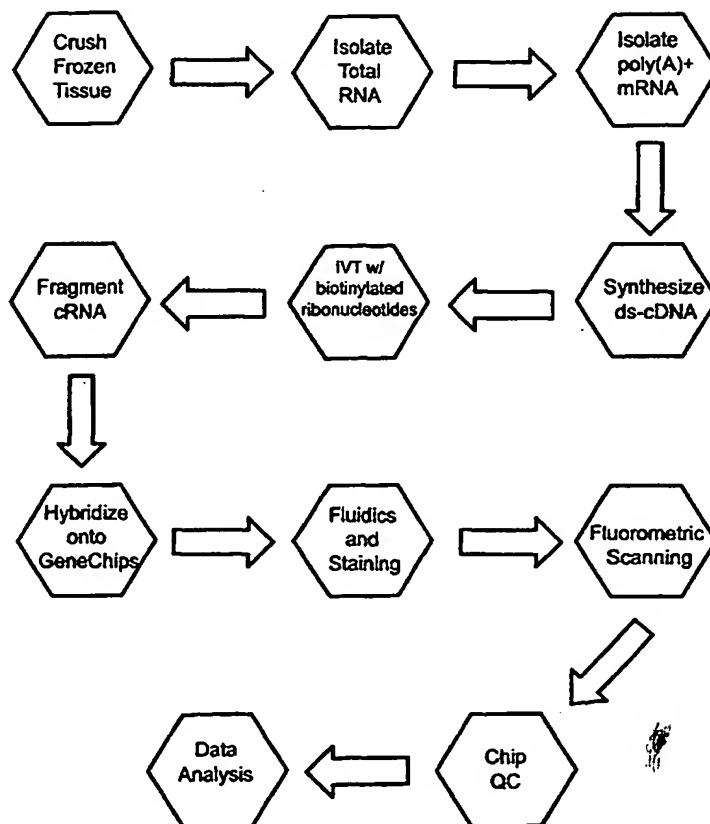 Crush
Frozen
Tissue
Isolate
Total
RNA
Isolate
poly(A)+
mRNA
Synthesize
ds-cDNA
IVT w/
biotinylated
ribonucleotides
Fragment
cRNA
Hybridize
onto
GeneChips
Fluidics
and
Staining
Fluorometric
Scanning
Chip
QC
Data
Analysis